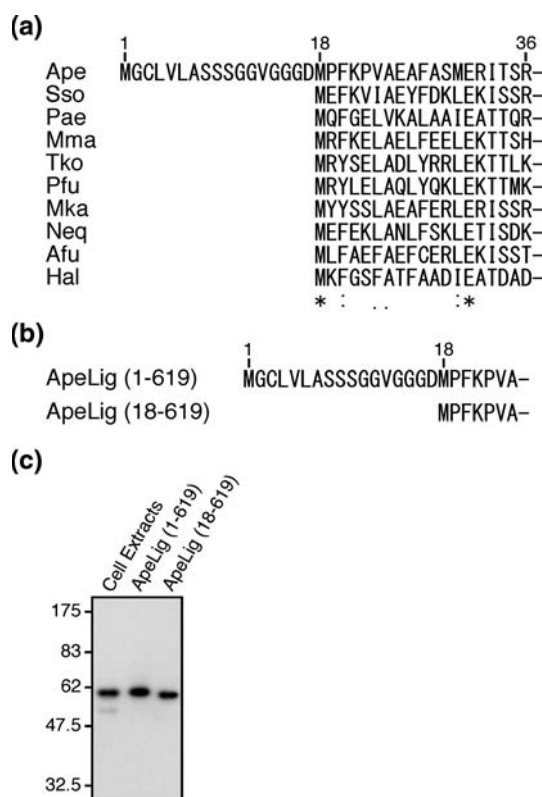 (a)
1 18 36
Ape MGCLVLASSSGGVGGGDMPFKPVAEAFASMERITSR-
Sso MEFKVIAEYFDKLEKISSR-
Pae MQFGELVKALAAIEATTQR-
Mma MRFKELAELFEELEKTTSH-
Tko MRYSELADLYRRLEKTTLK-
Pfu MRYLELAQLYQKLEKTTMK-
Mka MYYSSLAEAFERLERISSR-
Neq MEFEKLANLFSKLETISDK-
Afu MLFAEFAEFCERLEKISST-
Hal MKFGSFATFAADIEATDAD-
* : .. :*
(b)
1 18
ApeLig (1-619) MGCLVLASSSGGVGGGDMPFKPVA-
ApeLig (18-619) MPFKPVA-
(c)
Cell Extracts
ApeLig (1-619)
ApeLig (18-619)
175
83
62
47.5
32.5